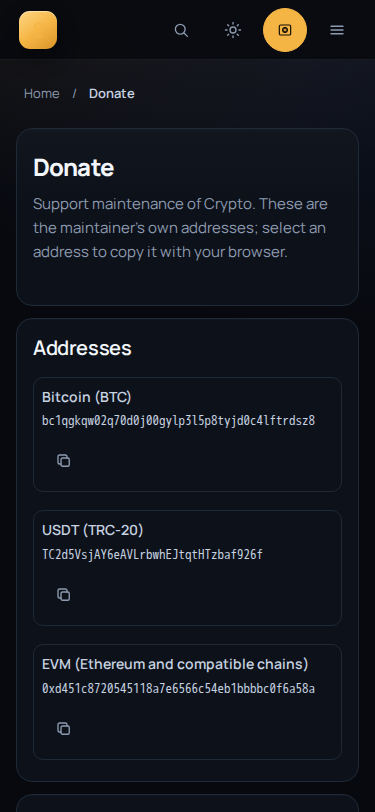 Home / Donate
Donate
Support maintenance of Crypto. These are
the maintainer's own addresses; select an
address to copy it with your browser.
Addresses
Bitcoin (BTC)
bc1qgkqw02q70d0j00gylp3l5p8tyjd0c4lftrdsz8
USDT (TRC-20)
TC2d5VsjAY6eAVLrbwhEJtqtHTzbaf926f
EVM (Ethereum and compatible chains)
0xd451c8720545118a7e6566c54eb1bbbbc0f6a58a